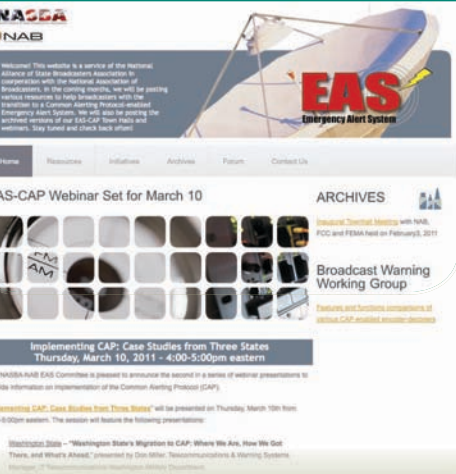 NASBA
NAB
Welcome! This website is a service of the National
Alliance of State Broadcasters Association in
cooperation with the National Association of
Broadcasters. In the coming months, we will be posting
various resources to help broadcasters with the
transition to a Common Alerting Protocol-enabled
Emergency Alert System. We will also be posting the
archived versions of our EAS-CAP Town Halls and
webinars. Stay tuned and check back often!
EAS
Emergency Alert System
Home Resources Initiatives Archives Forum Contact Us
AS-CAP Webinar Set for March 10
FM
AM
ARCHIVES
Inaugural Townhall Meeting with NAB,
FCC and FEMA held on February3, 2011
Broadcast Warning
Working Group
Features and functions comparisons of
various CAP-enabled encoder-decoders
Implementing CAP: Case Studies from Three States
Thursday, March 10, 2011 - 4:00-5:00pm eastern
NASBA-NAB EAS Committee is pleased to announce the second in a series of webinar presentations to
ide information on implementation of the Common Alerting Protocol (CAP).
ementing CAP: Case Studies from Three States" will be presented on Thursday, March 10th from
-5:00pm eastern. The session will feature the following presentations:
Washington State – "Washington State's Migration to CAP: Where We Are, How We Got
There, and What's Ahead," presented by Don Miller, Telecommunications & Warning Systems
Manager, Telecommunications Washington Military Department